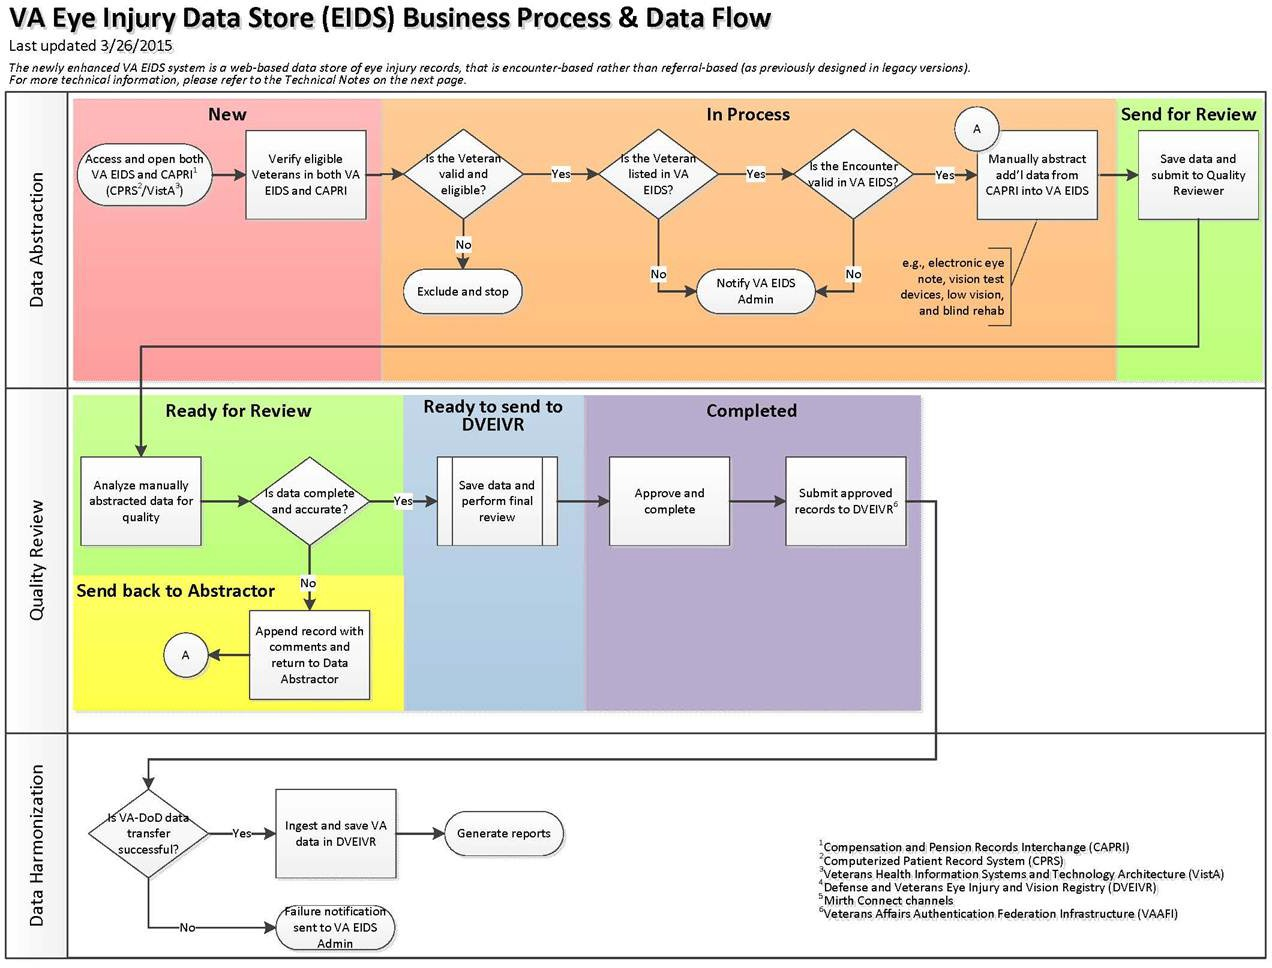 VA Eye Injury Data Store (EIDS) Business Process & Data Flow
Last updated 3/26/2015
The newly enhanced VA EIDS system is a web-based data store of eye injury records, that is encounter-based rather than referral-based (as previously designed in legacy versions).
For more technical information, please refer to the Technical Notes on the next page.
Data Abstraction
New
Access and open both
VA EIDS and CAPRI1
(CPRS2/VistA3)
Verify eligible
Veterans in both VA
EIDS and CAPRI
In Process
Is the Veteran
valid and
eligible?
Yes
No
Exclude and stop
Is the Veteran
listed in VA
EIDS?
Yes
No
Is the Encounter
valid in VA EIDS?
Yes
No
Notify VA EIDS
Admin
A
Manually abstract
add'l data from
CAPRI into VA EIDS
e.g., electronic eye
note, vision test
devices, low vision,
and blind rehab
Send for Review
Save data and
submit to Quality
Reviewer
Quality Review
Ready for Review
Analyze manually
abstracted data for
quality
Is data complete
and accurate?
Yes
No
Send back to Abstractor
Append record with
comments and
return to Data
Abstractor
A
Ready to send to
DVEIVR
Save data and
perform final
review
Completed
Approve and
complete
Submit approved
records to DVEIVR6
Data Harmonization
Is VA-DoD data
transfer
successful?
Yes
Ingest and save VA
data in DVEIVR
Generate reports
No
Failure notification
sent to VA EIDS
Admin
1Compensation and Pension Records Interchange (CAPRI)
2Computerized Patient Record System (CPRS)
3Veterans Health Information Systems and Technology Architecture (VistA)
4Defense and Veterans Eye Injury and Vision Registry (DVEIVR)
5Mirth Connect channels
6Veterans Affairs Authentication Federation Infrastructure (VAAFI)